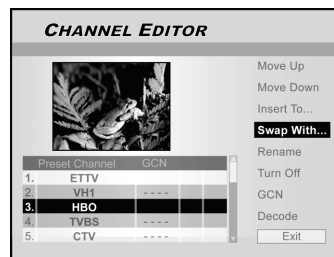 CHANNEL EDITOR
Move Up
Move Down
Insert To...
Swap With...
Rename
Turn Off
GCN
Decode
Exit
Preset Channel GCN
1. ETTV
2. VH1 - - - -
3. HBO
4. TVBS - - - -
5. CTV - - - -